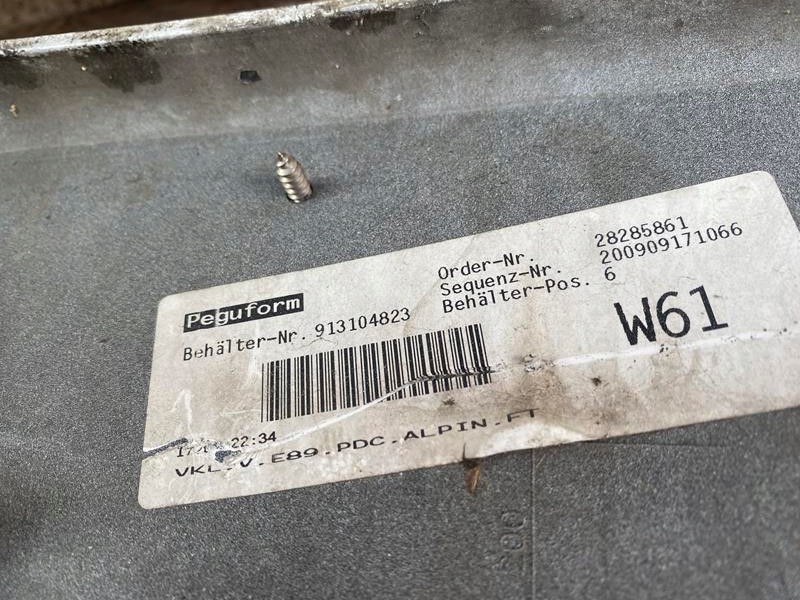 Peguform
Behälter-Nr. 913104823
Order-Nr. 28285861
Sequenz-Nr. 200909171066
Behälter-Pos. 6
W61
22:34
VKL.V.E89.PDC.ALPIN.FT